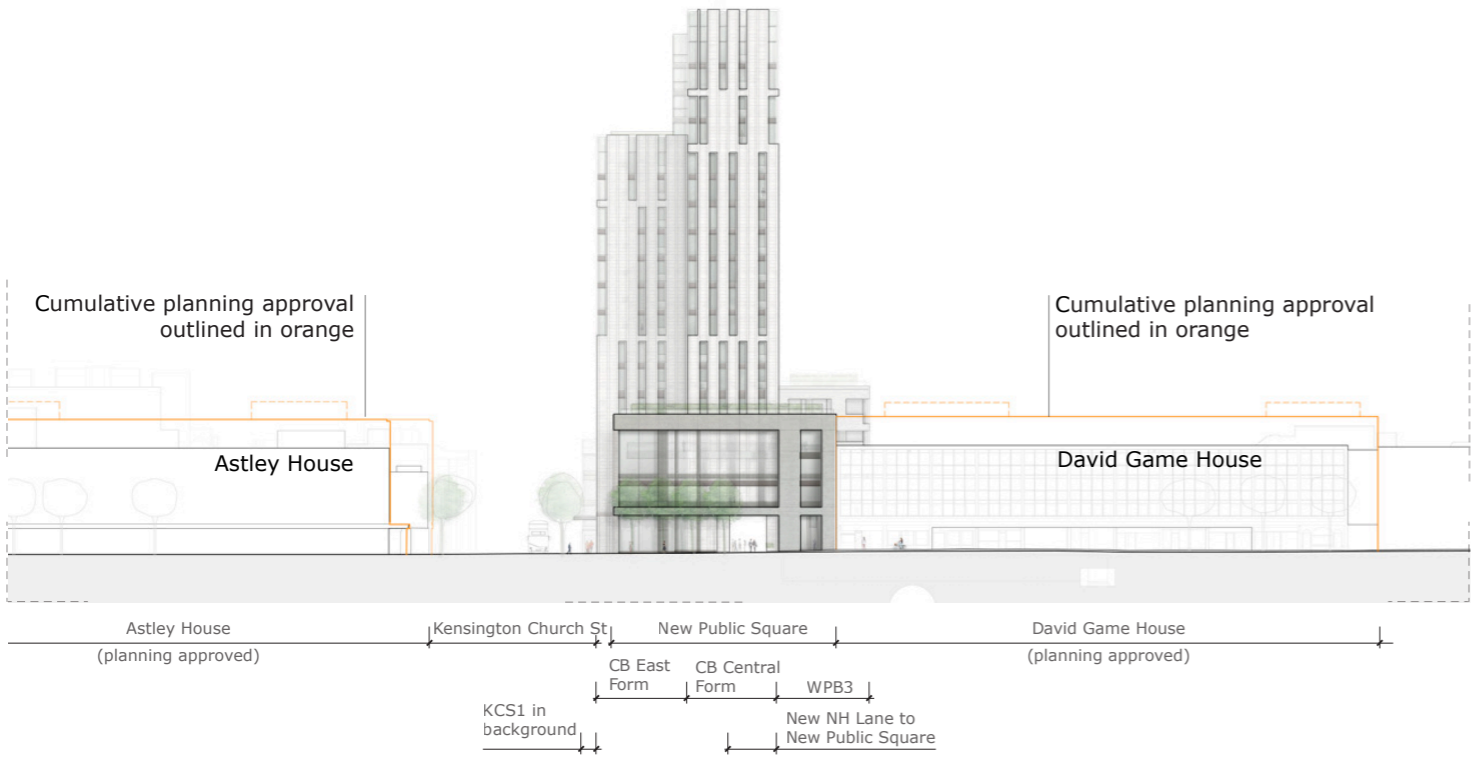 Cumulative planning approval
outlined in orange
Cumulative planning approval
outlined in orange
Astley House
David Game House
Astley House
(planning approved)
Kensington Church St
New Public Square
David Game House
(planning approved)
CB East
Form
CB Central
Form
WPB3
KCS1 in
background
New NH Lane to
New Public Square